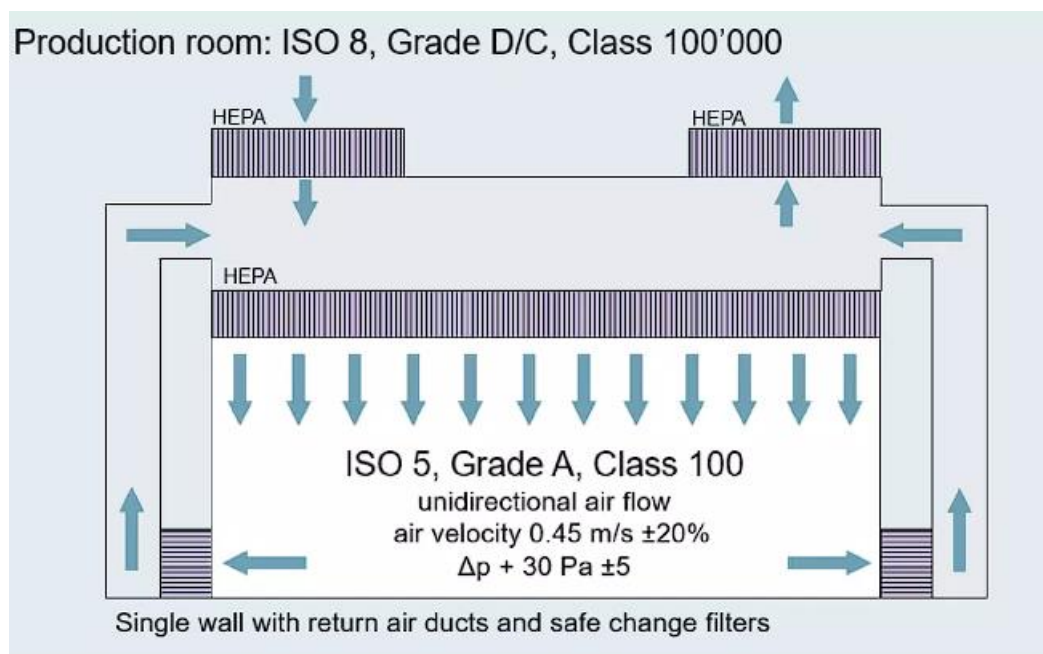 Production room: ISO 8, Grade D/C, Class 100'000
HEPA
HEPA
HEPA
ISO 5, Grade A, Class 100
unidirectional air flow
air velocity 0.45 m/s ±20%
Δp + 30 Pa ±5
Single wall with return air ducts and safe change filters